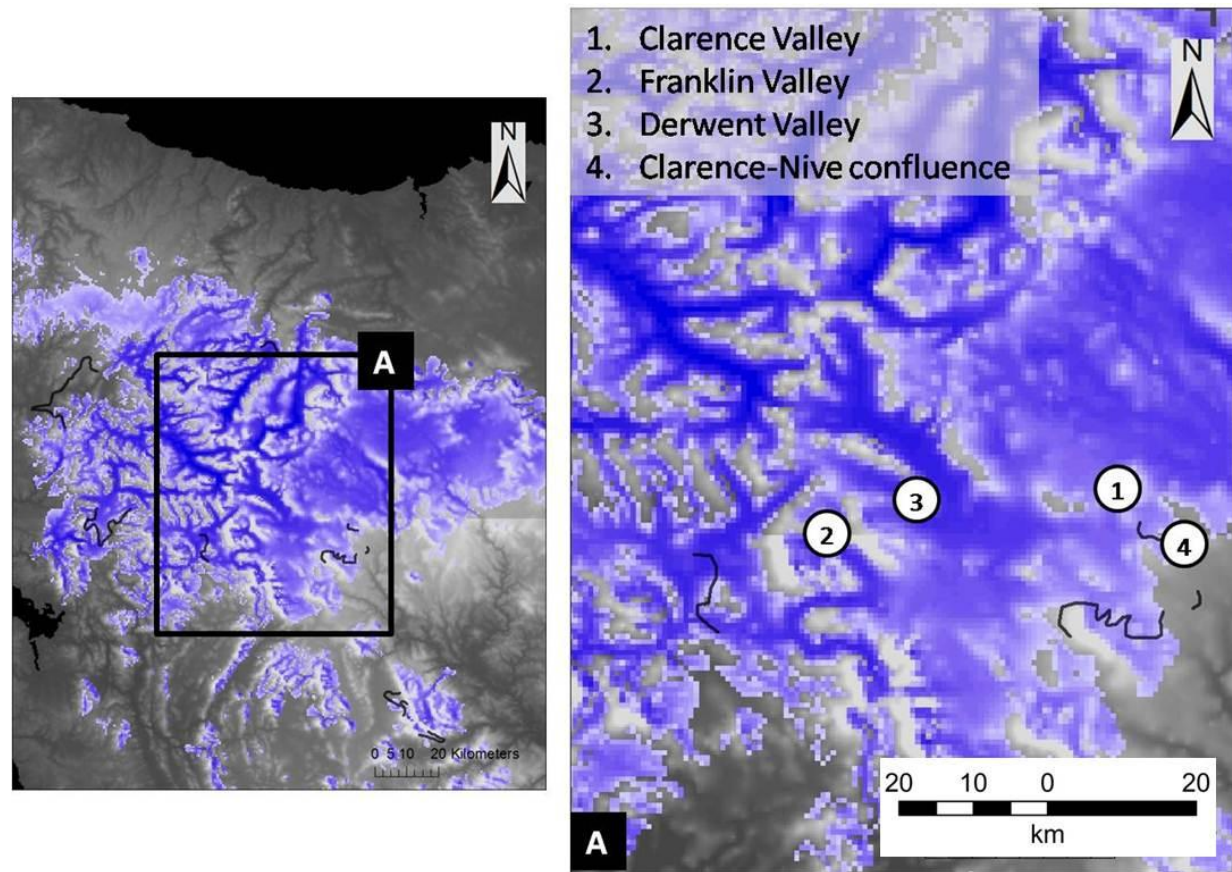 N
A
0 5 10 20 Kilometers
1. Clarence Valley
2. Franklin Valley
3. Derwent Valley
4. Clarence-Nive confluence
N
1
3
2
4
20 10 0 20
km
A